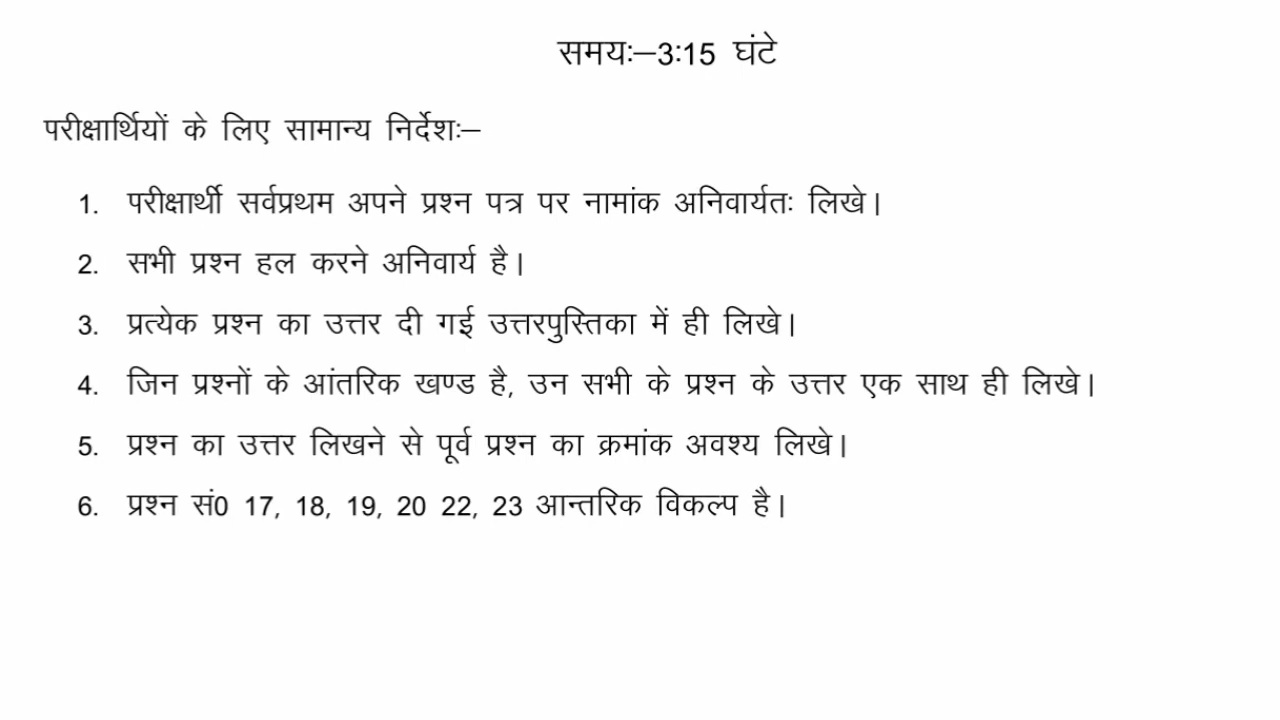 समयः–3:15 घंटे
परीक्षार्थियों के लिए सामान्य निर्देशः–
1. परीक्षार्थी सर्वप्रथम अपने प्रश्न पत्र पर नामांक अनिवार्यतः लिखे।
2. सभी प्रश्न हल करने अनिवार्य है।
3. प्रत्येक प्रश्न का उत्तर दी गई उत्तरपुस्तिका में ही लिखे।
4. जिन प्रश्नों के आंतरिक खण्ड है, उन सभी के प्रश्न के उत्तर एक साथ ही लिखे।
5. प्रश्न का उत्तर लिखने से पूर्व प्रश्न का क्रमांक अवश्य लिखे।
6. प्रश्न सं0 17, 18, 19, 20 22, 23 आन्तरिक विकल्प है।